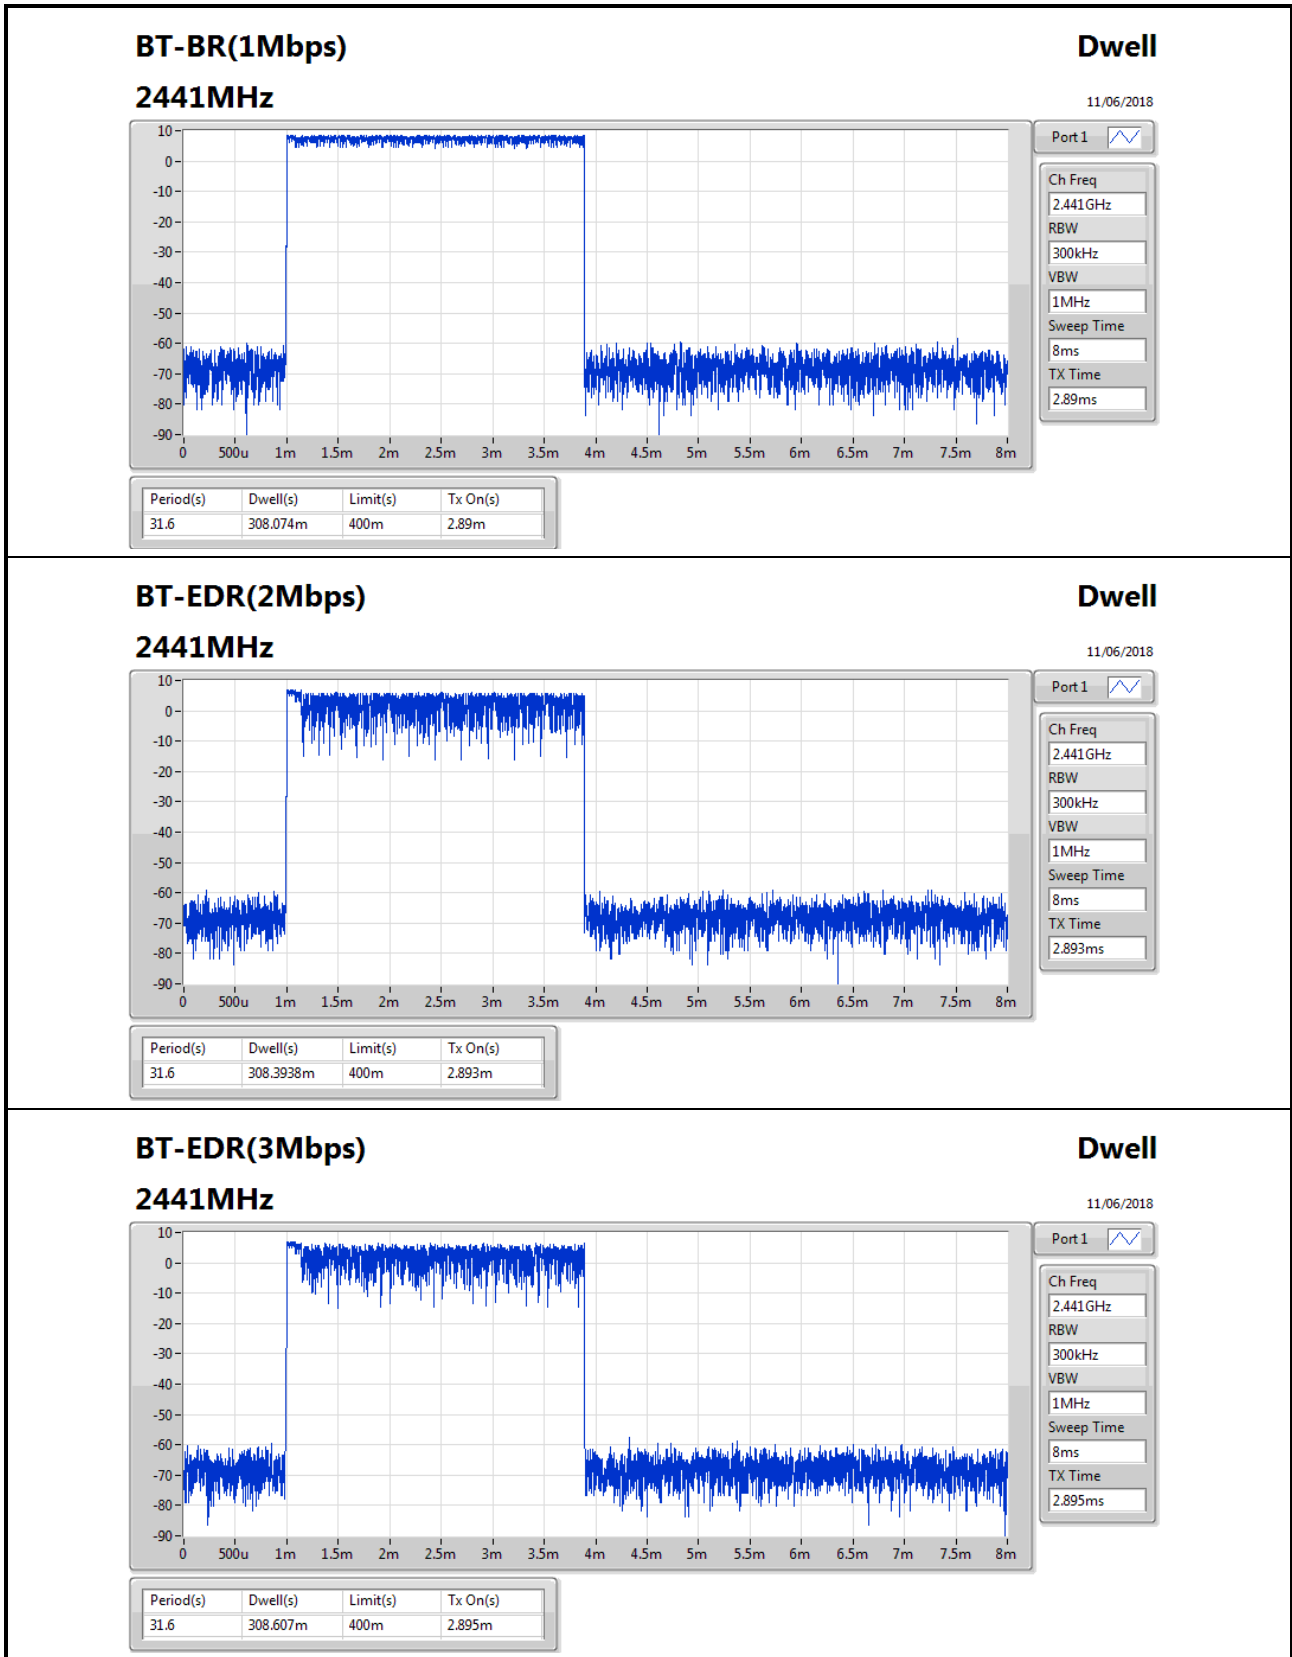 BT-BR(1Mbps) Dwell
2441MHz 11/06/2018
Port 1
10
0
-10
-20
-30
-40
-50
-60
-70
-80
-90
0 500u 1m 1.5m 2m 2.5m 3m 3.5m 4m 4.5m 5m 5.5m 6m 6.5m 7m 7.5m 8m
Ch Freq
2.441GHz
RBW
300kHz
VBW
1MHz
Sweep Time
8ms
TX Time
2.89ms
Period(s) Dwell(s) Limit(s) Tx On(s)
31.6 308.074m 400m 2.89m
BT-EDR(2Mbps) Dwell
2441MHz 11/06/2018
Port 1
10
0
-10
-20
-30
-40
-50
-60
-70
-80
-90
0 500u 1m 1.5m 2m 2.5m 3m 3.5m 4m 4.5m 5m 5.5m 6m 6.5m 7m 7.5m 8m
Ch Freq
2.441GHz
RBW
300kHz
VBW
1MHz
Sweep Time
8ms
TX Time
2.893ms
Period(s) Dwell(s) Limit(s) Tx On(s)
31.6 308.3938m 400m 2.893m
BT-EDR(3Mbps) Dwell
2441MHz 11/06/2018
Port 1
10
0
-10
-20
-30
-40
-50
-60
-70
-80
-90
0 500u 1m 1.5m 2m 2.5m 3m 3.5m 4m 4.5m 5m 5.5m 6m 6.5m 7m 7.5m 8m
Ch Freq
2.441GHz
RBW
300kHz
VBW
1MHz
Sweep Time
8ms
TX Time
2.895ms
Period(s) Dwell(s) Limit(s) Tx On(s)
31.6 308.607m 400m 2.895m